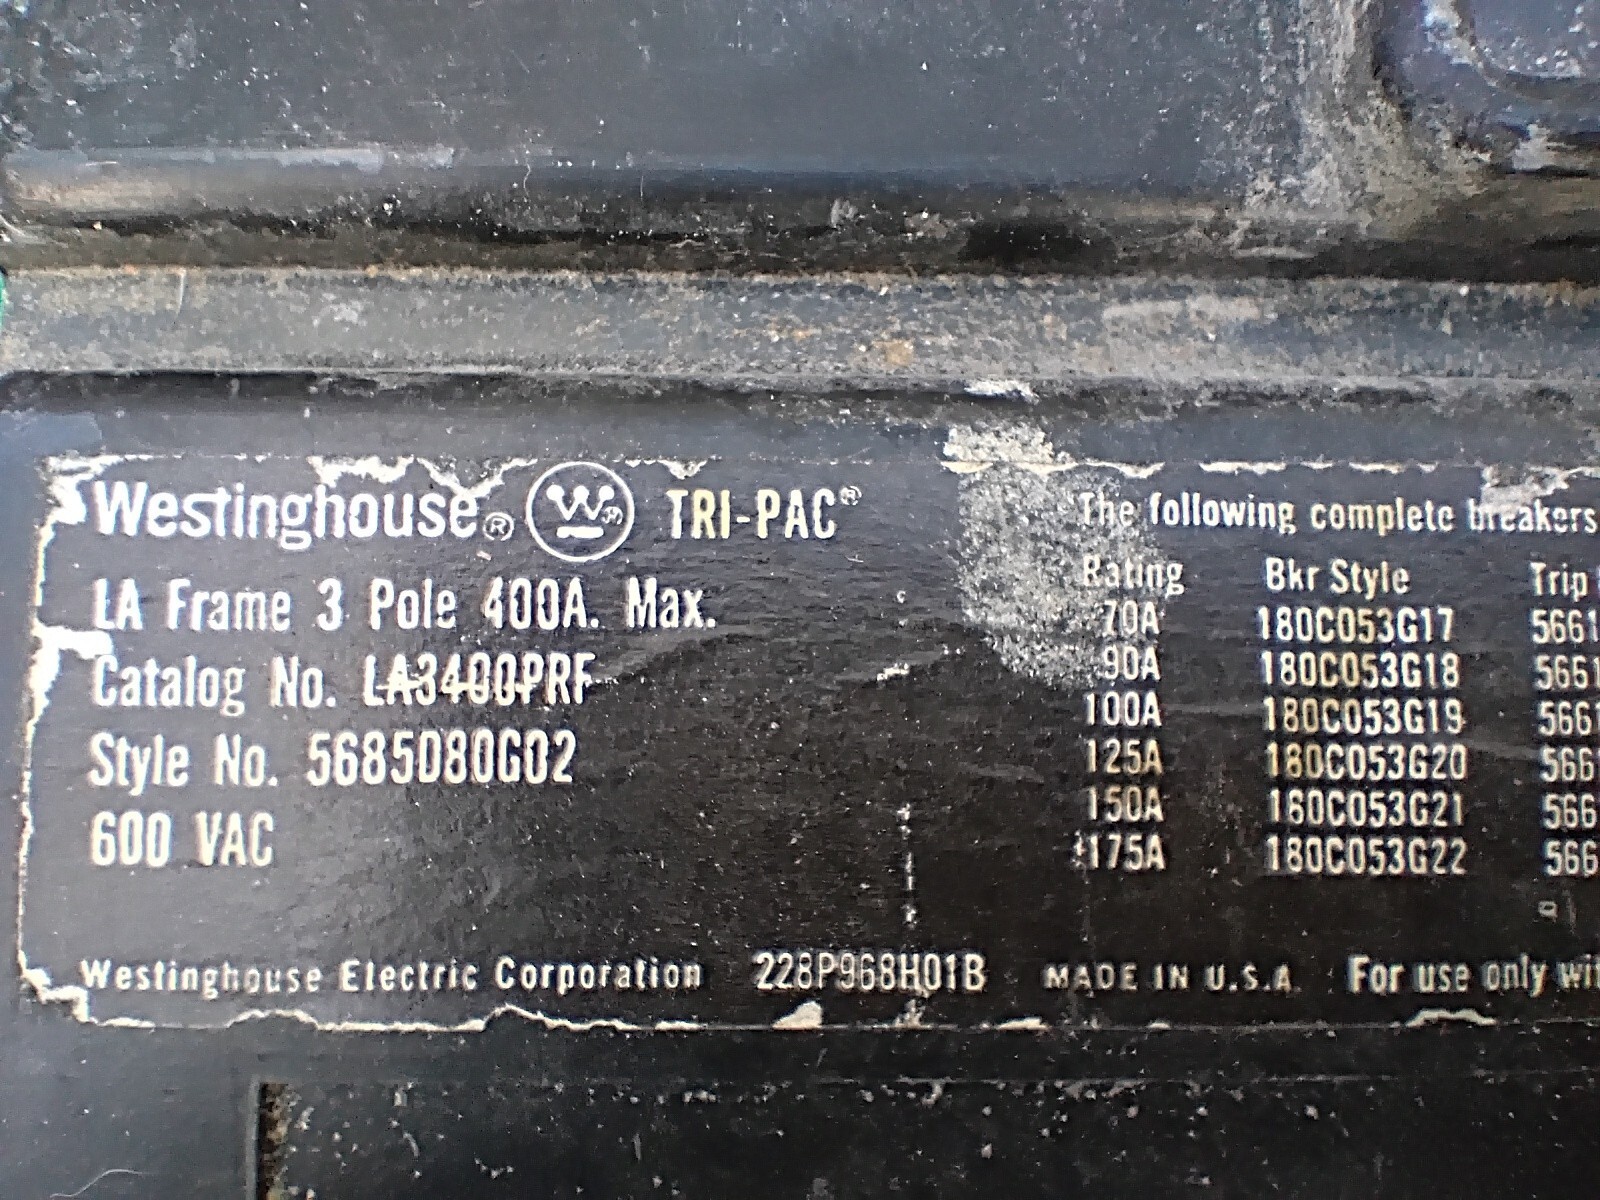 Westinghouse® W TRI-PAC®
LA Frame 3 Pole 400A. Max.
Catalog No. LA3400PRF
Style No. 5685D80G02
600 VAC
Westinghouse Electric Corporation 228P968H01B MADE IN U.S.A.
The following complete breakers
Rating Bkr Style Trip
70A 180C053G17 5661
90A 180C053G18 5661
100A 180C053G19 5661
125A 180C053G20 566
150A 180C053G21 566
175A 180C053G22 566
For use only wit